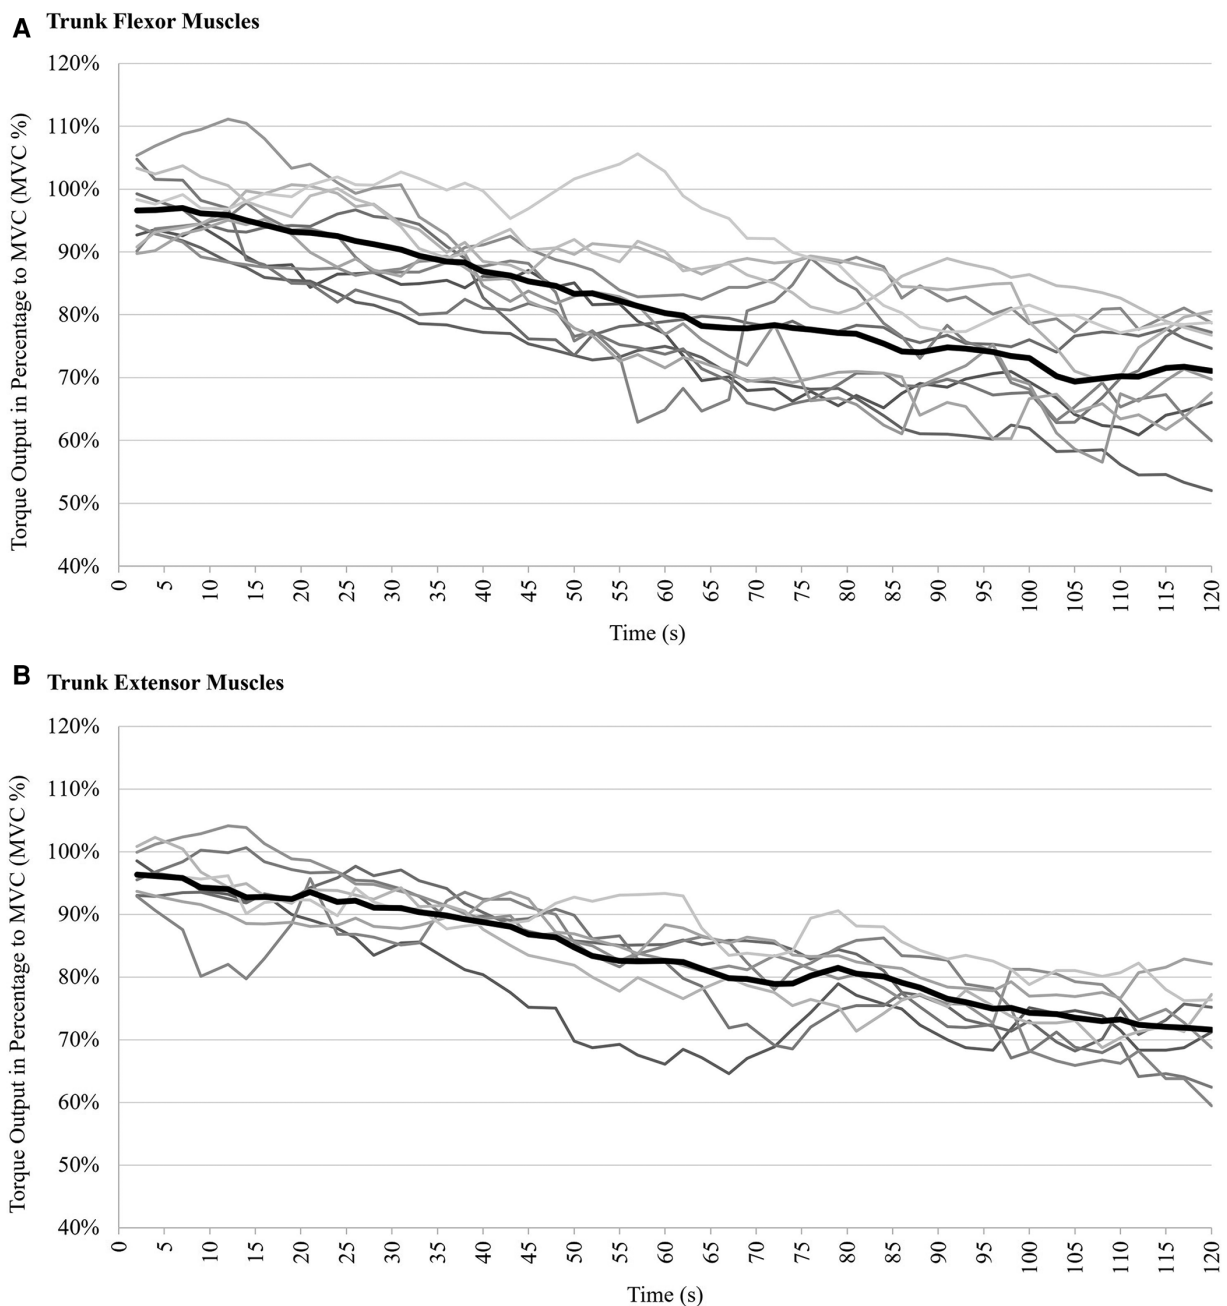 A Trunk Flexor Muscles
120%
110%
100%
90%
80%
70%
60%
50%
40%
Torque Output in Percentage to MVC (MVC %)
0 5 10 15 20 25 30 35 40 45 50 55 60 65 70 75 80 85 90 95 100 105 110 115 120
Time (s)
B Trunk Extensor Muscles
120%
110%
100%
90%
80%
70%
60%
50%
40%
Torque Output in Percentage to MVC (MVC %)
0 5 10 15 20 25 30 35 40 45 50 55 60 65 70 75 80 85 90 95 100 105 110 115 120
Time (s)